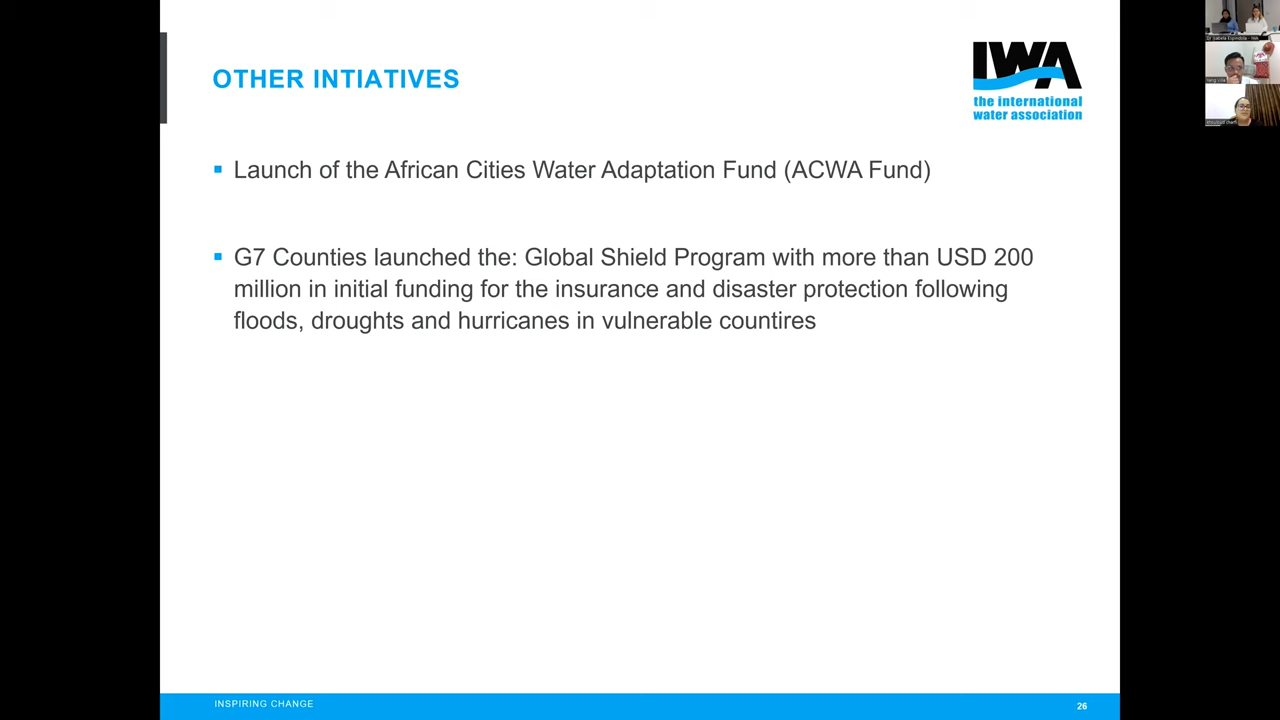 OTHER INTIATIVES
IWA
the international
water association
▪ Launch of the African Cities Water Adaptation Fund (ACWA Fund)
▪ G7 Counties launched the: Global Shield Program with more than USD 200
million in initial funding for the insurance and disaster protection following
floods, droughts and hurricanes in vulnerable countires
INSPIRING CHANGE
26